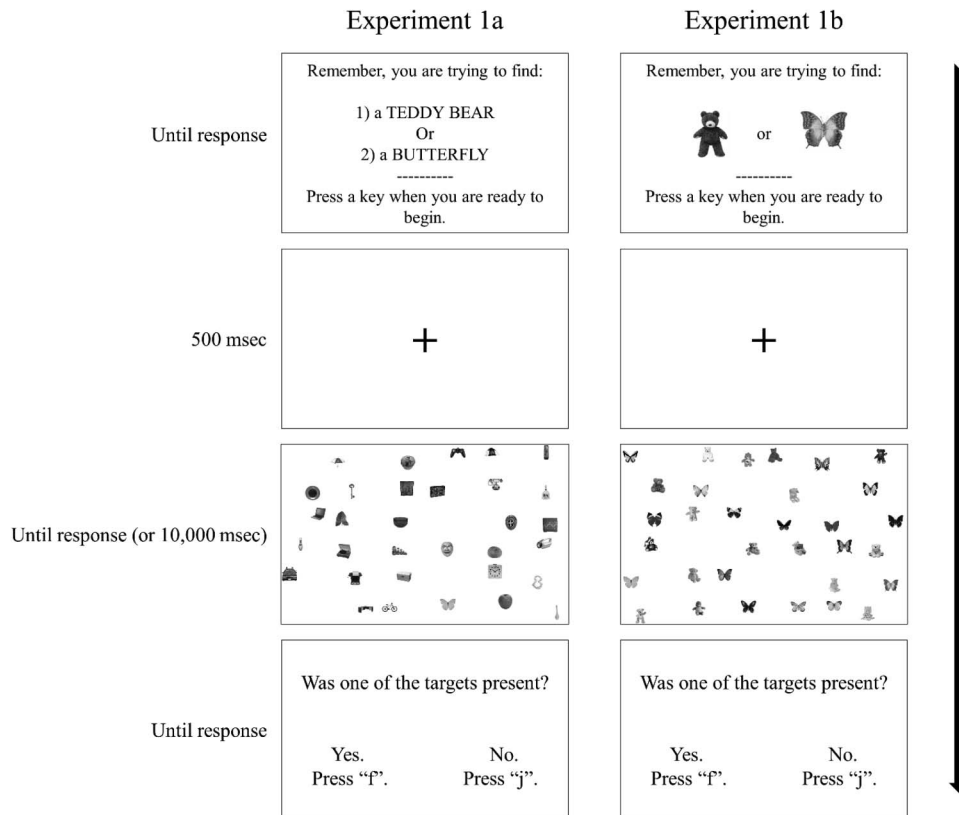 Experiment 1a
Experiment 1b
Until response
Remember, you are trying to find:
1) a TEDDY BEAR
Or
2) a BUTTERFLY
----------
Press a key when you are ready to
begin.
Remember, you are trying to find:
or
----------
Press a key when you are ready to
begin.
500 msec
+
+
Until response (or 10,000 msec)
Until response
Was one of the targets present?
Yes.
Press “f”.
No.
Press “j”.
Was one of the targets present?
Yes.
Press “f”.
No.
Press “j”.